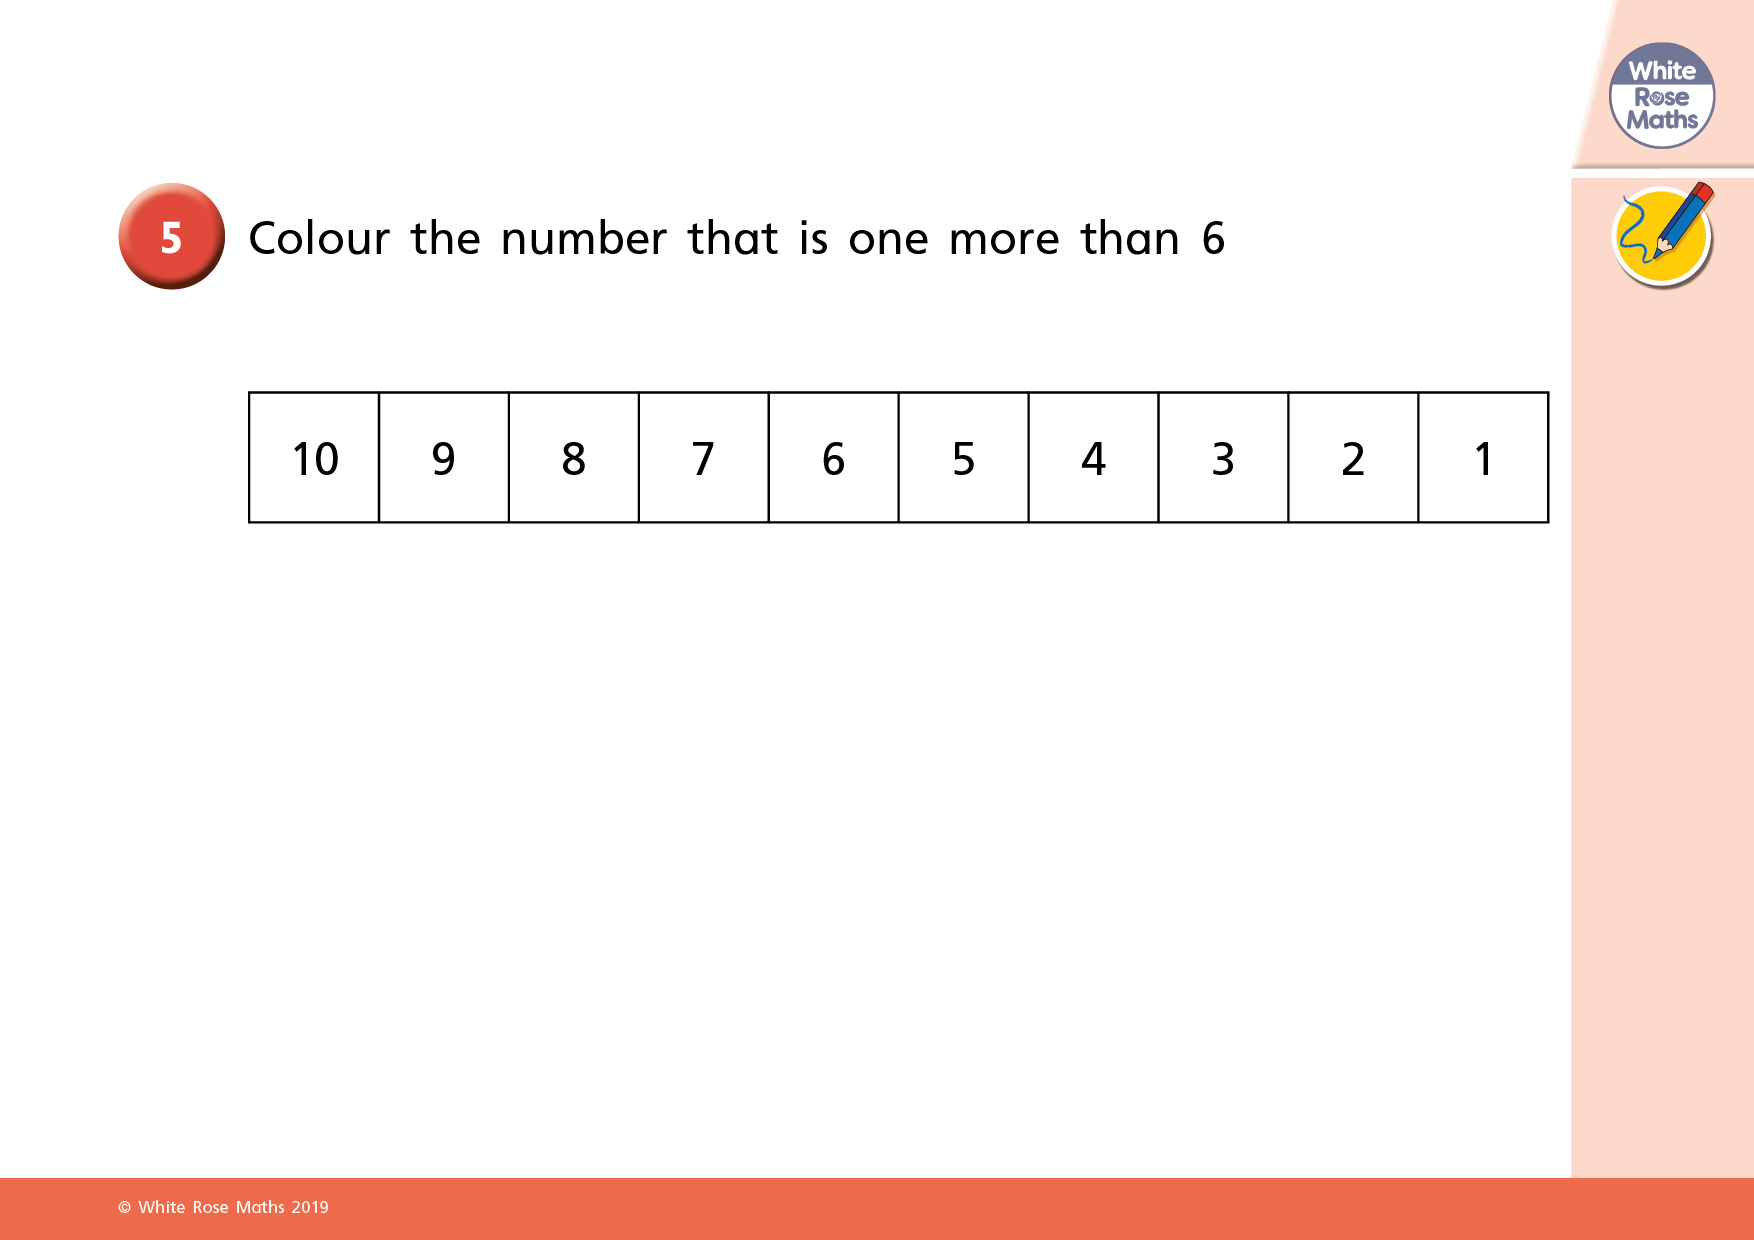 White
Rose
Maths
5 Colour the number that is one more than 6
10 9 8 7 6 5 4 3 2 1
© White Rose Maths 2019